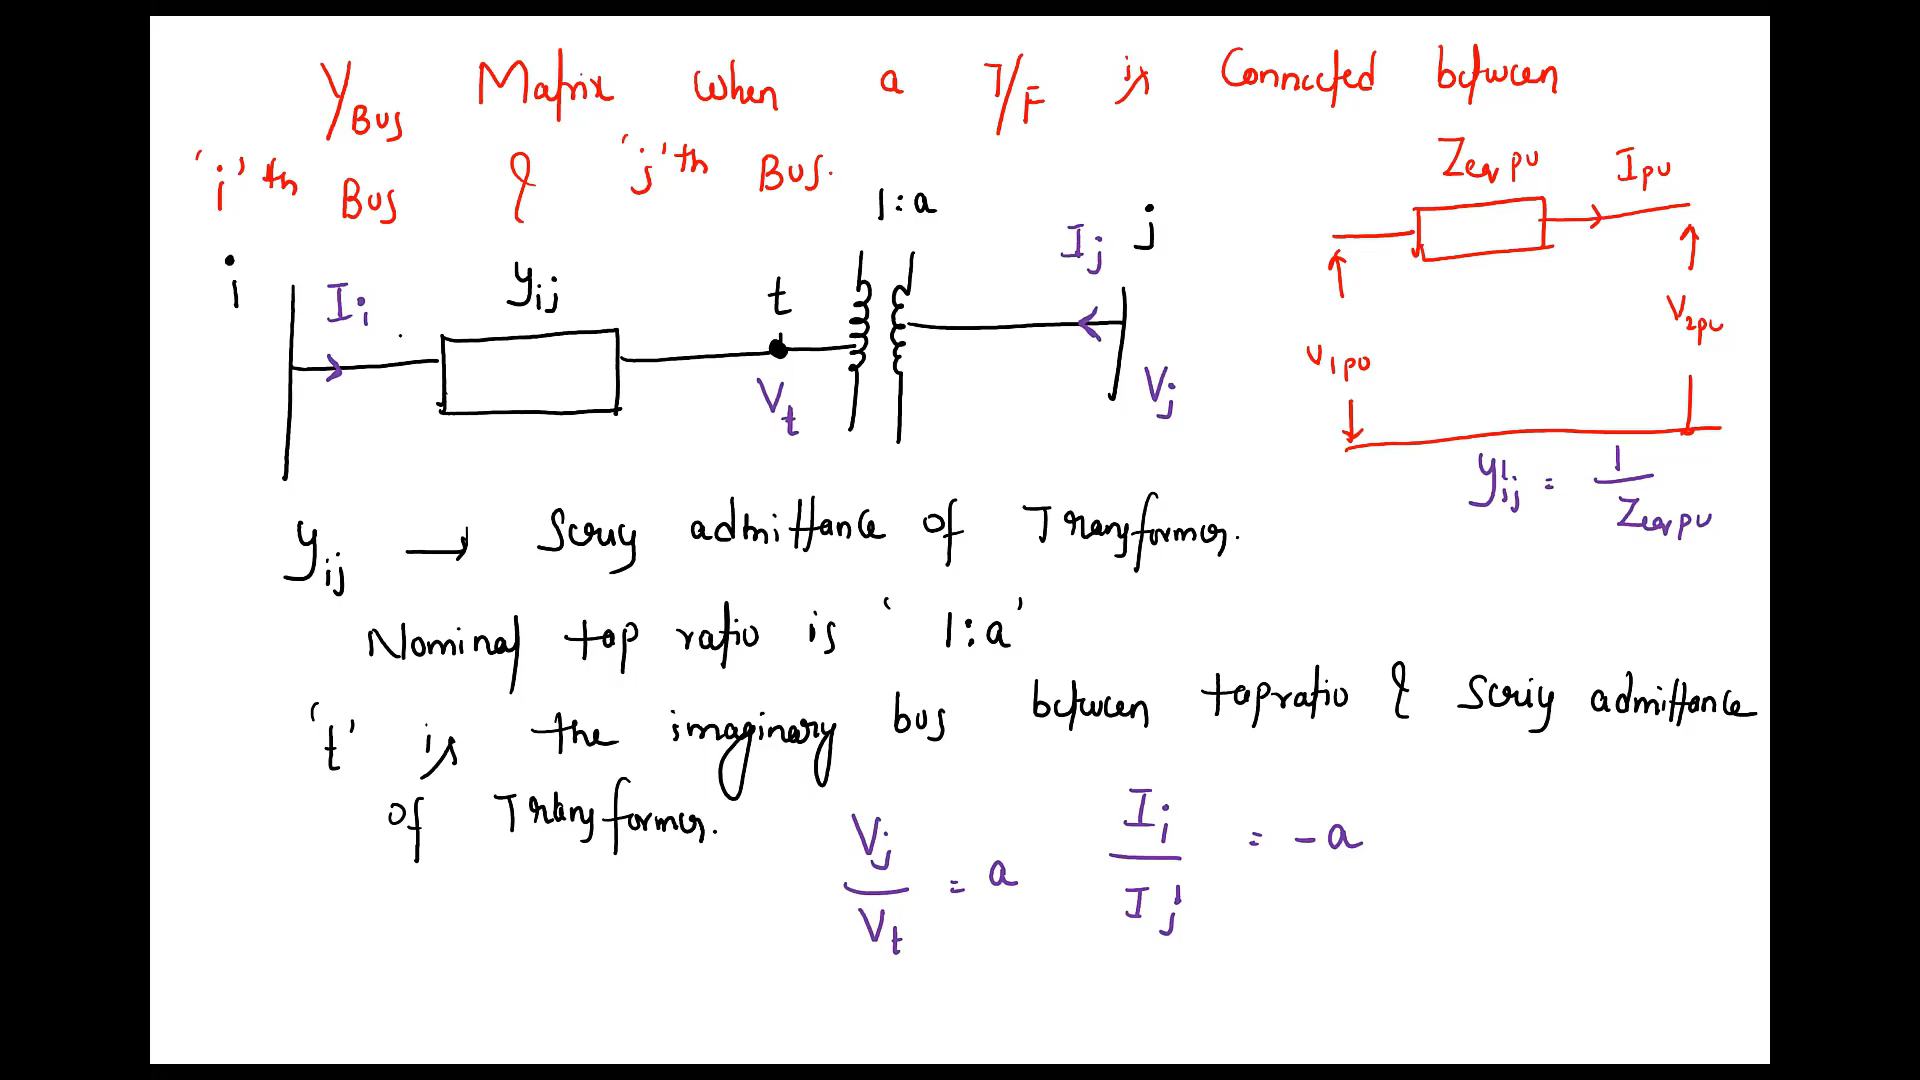 Y Bus Matrix when a T/F is Connected between
'i'th Bus & 'j'th Bus.
1:a
Zeq pu
Ipu
i
Ii
yij
t
Ij
j
Vt
Vj
V1pu
V2pu
yij = 1/Zeq pu
yij → Series admittance of Transformer.
Nominal tap ratio is '1:a'
't' is the imaginary bus between tap ratio & Series admittance
of Transformer.
Vj/Vt = a
Ii/Ij = -a